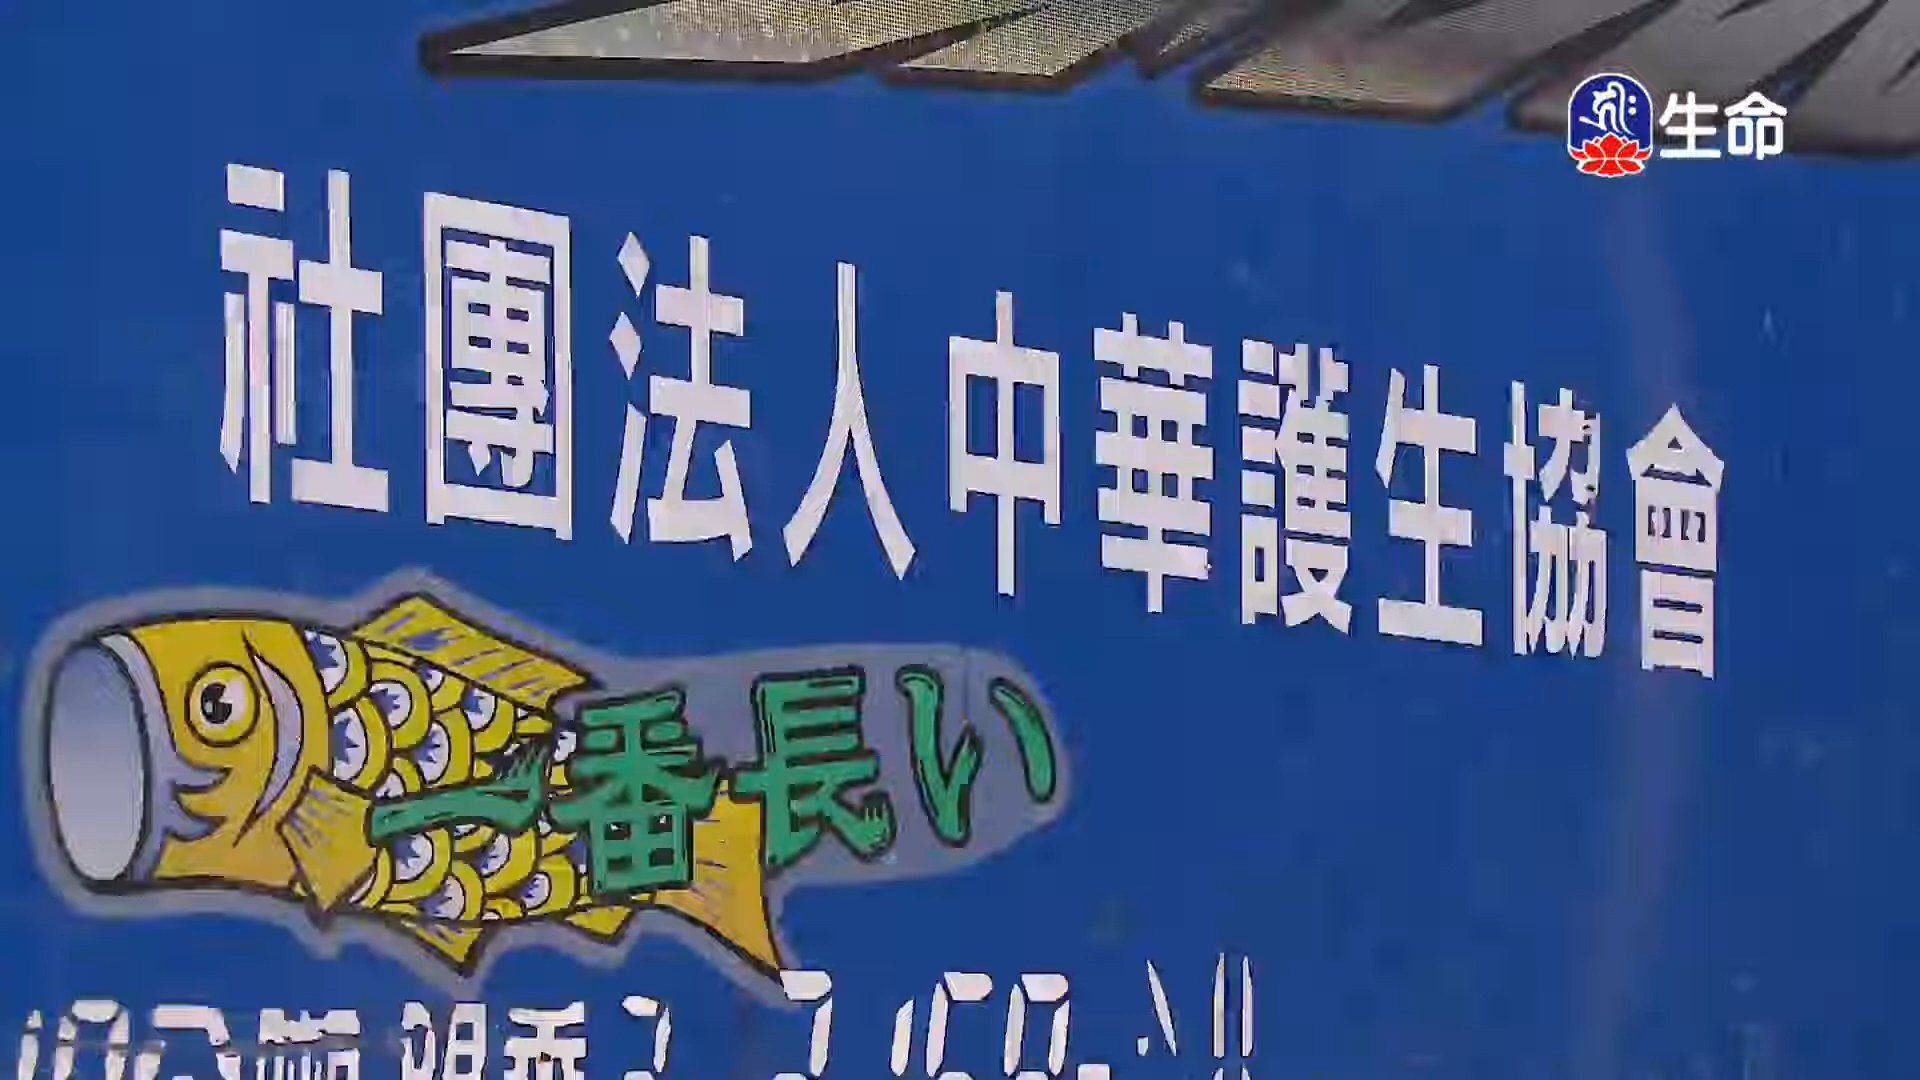 生命
社團法人中華護生協會
一番長い